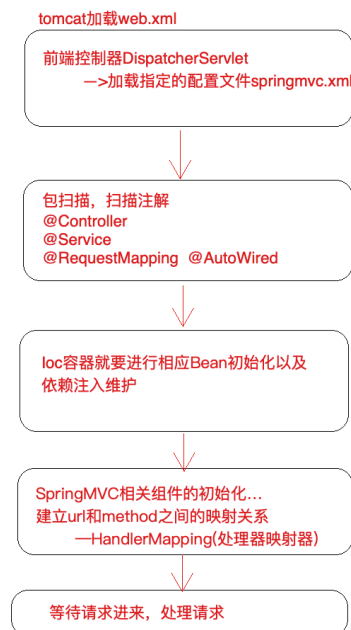 tomcat加载web.xml
前端控制器DispatcherServlet
—>加载指定的配置文件springmvc.xml
包扫描，扫描注解
@Controller
@Service
@RequestMapping @AutoWired
Ioc容器就要进行相应Bean初始化以及
依赖注入维护
SpringMVC相关组件的初始化...
建立url和method之间的映射关系
—HandlerMapping(处理器映射器）
等待请求进来，处理请求